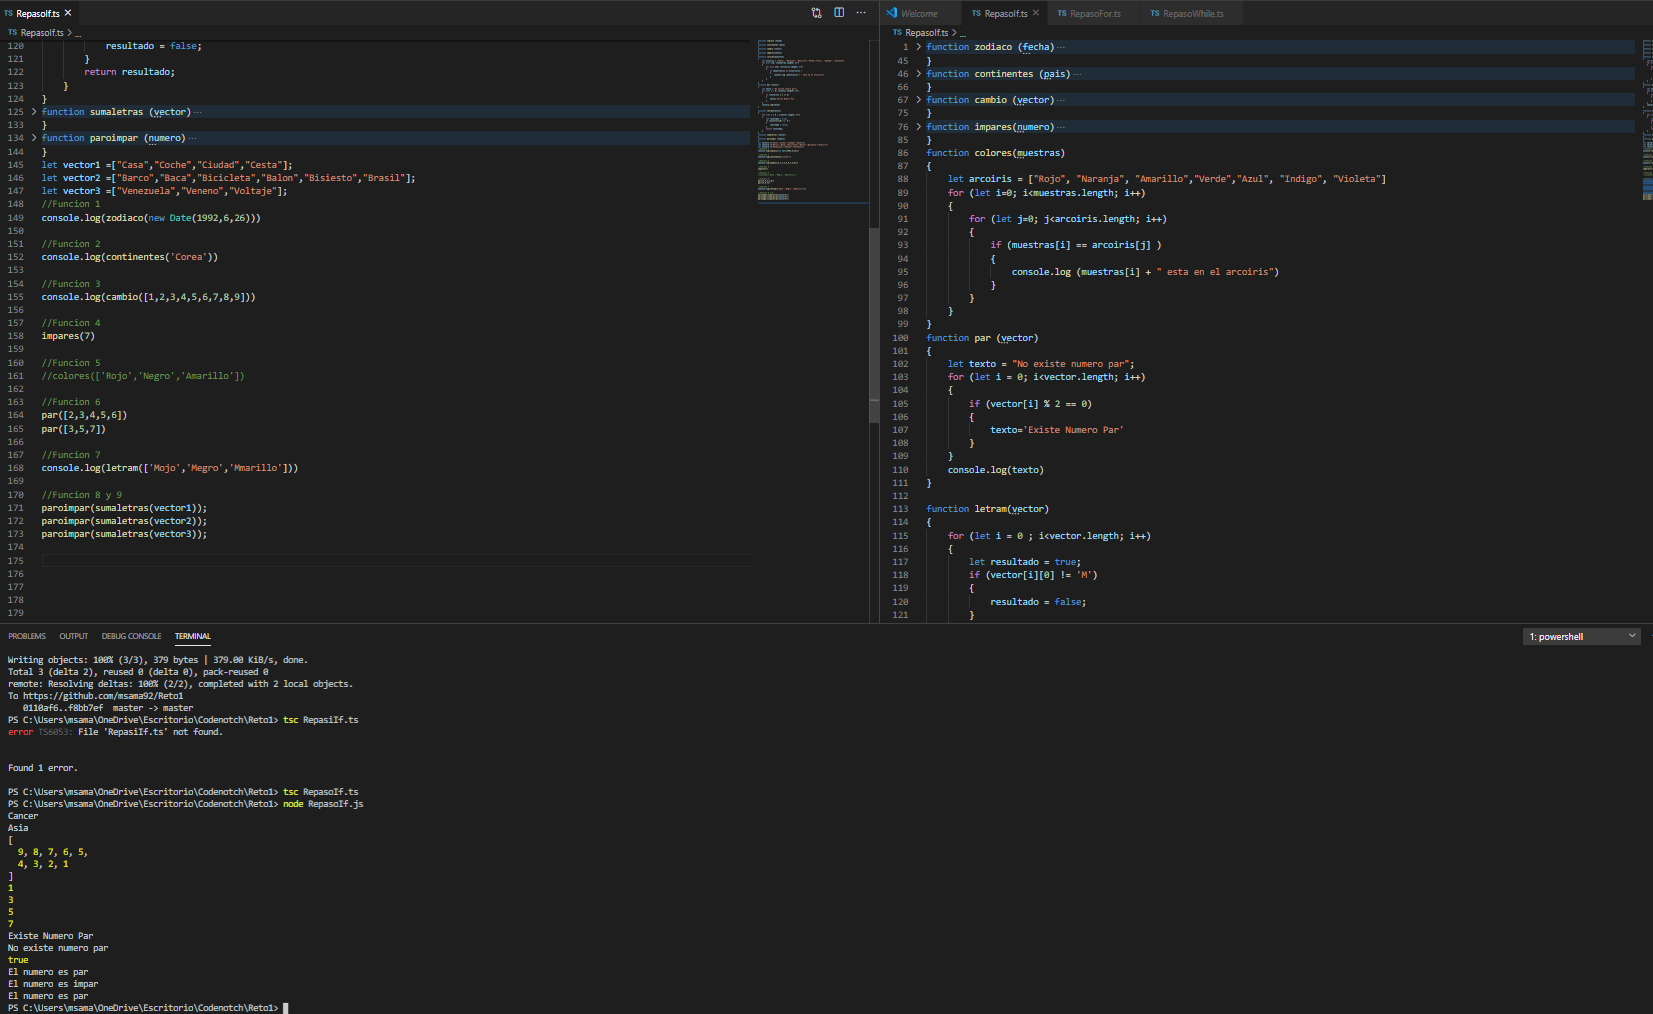 TS RepasoIf.ts ×
TS RepasoIf.ts > ...
120 resultado = false;
121 }
122 return resultado;
123 }
124 }
125 > function sumaletras (vector) ···
133 }
134 > function paroimpar (numero) ···
144 }
145 let vector1 =["Casa","Coche","Ciudad","Cesta"];
146 let vector2 =["Barco","Baca","Bicicleta","Balon","Bisiesto","Brasil"];
147 let vector3 =["Venezuela","Veneno","Voltaje"];
148 //Funcion 1
149 console.log(zodiaco(new Date(1992,6,26)))
150
151 //Funcion 2
152 console.log(continentes('Corea'))
153
154 //Funcion 3
155 console.log(cambio([1,2,3,4,5,6,7,8,9]))
156
157 //Funcion 4
158 impares(7)
159
160 //Funcion 5
161 //colores(['Rojo','Negro','Amarillo'])
162
163 //Funcion 6
164 par([2,3,4,5,6])
165 par([3,5,7])
166
167 //Funcion 7
168 console.log(letram(['Mojo','Megro','Mmarillo']))
169
170 //Funcion 8 y 9
171 paroimpar(sumaletras(vector1));
172 paroimpar(sumaletras(vector2));
173 paroimpar(sumaletras(vector3));
174
175
176
177
178
179
Welcome TS RepasoIf.ts × TS RepasoFor.ts TS RepasoWhile.ts
TS RepasoIf.ts > ...
1 > function zodiaco (fecha) ···
45 }
46 > function continentes (pais) ···
66 }
67 > function cambio (vector) ···
75 }
76 > function impares(numero) ···
85 }
86 function colores(muestras)
87 {
88 let arcoiris = ["Rojo", "Naranja", "Amarillo","Verde","Azul", "Indigo", "Violeta"]
89 for (let i=0; i<muestras.length; i++)
90 {
91 for (let j=0; j<arcoiris.length; i++)
92 {
93 if (muestras[i] == arcoiris[j] )
94 {
95 console.log (muestras[i] + " esta en el arcoiris")
96 }
97 }
98 }
99 }
100 function par (vector)
101 {
102 let texto = "No existe numero par";
103 for (let i = 0; i<vector.length; i++)
104 {
105 if (vector[i] % 2 == 0)
106 {
107 texto='Existe Numero Par'
108 }
109 }
110 console.log(texto)
111 }
112
113 function letram(vector)
114 {
115 for (let i = 0 ; i<vector.length; i++)
116 {
117 let resultado = true;
118 if (vector[i][0] != 'M')
119 {
120 resultado = false;
121 }
PROBLEMS OUTPUT DEBUG CONSOLE TERMINAL 1: powershell
Writing objects: 100% (3/3), 379 bytes | 379.00 KiB/s, done.
Total 3 (delta 2), reused 0 (delta 0), pack-reused 0
remote: Resolving deltas: 100% (2/2), completed with 2 local objects.
To https://github.com/msama92/Reto1
0110af6..f8bb7ef master -> master
PS C:\Users\msama\OneDrive\Escritorio\Codenotch\Reto1> tsc RepasiIf.ts
error TS6053: File 'RepasiIf.ts' not found.
Found 1 error.
PS C:\Users\msama\OneDrive\Escritorio\Codenotch\Reto1> tsc RepasoIf.ts
PS C:\Users\msama\OneDrive\Escritorio\Codenotch\Reto1> node RepasoIf.js
Cancer
Asia
[
9, 8, 7, 6, 5,
4, 3, 2, 1
]
1
3
5
7
Existe Numero Par
No existe numero par
true
El numero es par
El numero es impar
El numero es par
PS C:\Users\msama\OneDrive\Escritorio\Codenotch\Reto1>